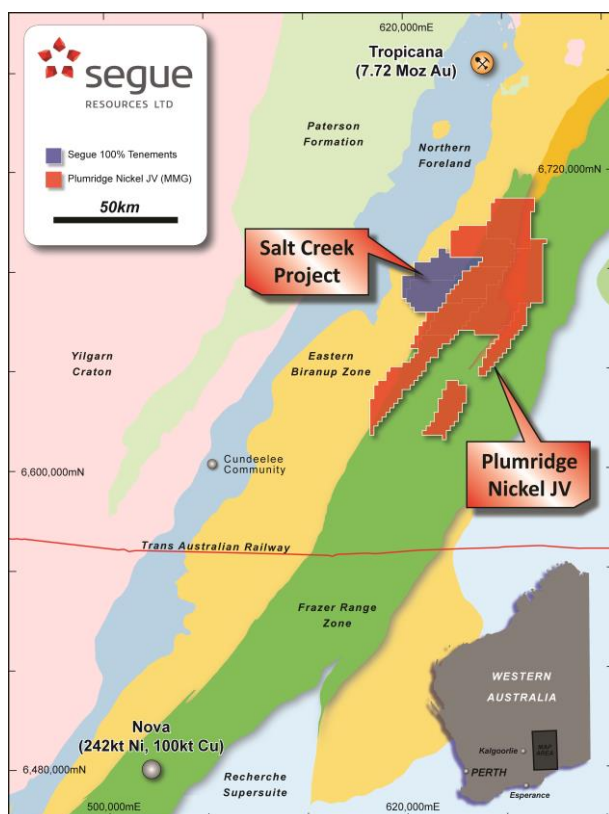 620,000mE
Tropicana
(7.72 Moz Au)
segue
RESOURCES LTD
Segue 100% Tenements
Plumridge Nickel JV (MMG)
50km
Paterson
Formation
Northern
Foreland
6,720,000mN
Salt Creek
Project
Yilgarn
Craton
Eastern
Biranup Zone
Cundeelee
Community
Plumridge
Nickel JV
6,600,000mN
Trans Australian Railway
Frazer Range
Zone
WESTERN
AUSTRALIA
Nova
(242kt Ni, 100kt Cu)
Kalgoorlie
MAP
AREA
PERTH
Esperance
6,480,000mN
Recherche
Supersuite
500,000mE
620,000mE